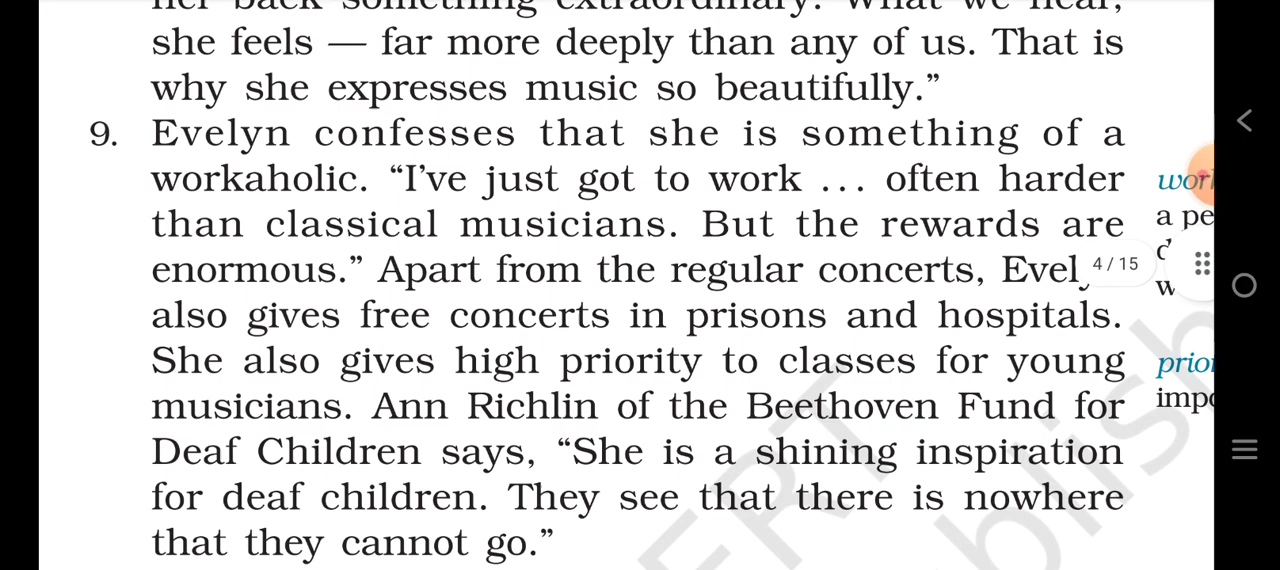 she feels — far more deeply than any of us. That is
why she expresses music so beautifully.”
9. Evelyn confesses that she is something of a
workaholic. “I’ve just got to work ... often harder
than classical musicians. But the rewards are
enormous.” Apart from the regular concerts,
also gives free concerts in prisons and hospitals.
She also gives high priority to classes for young
musicians. Ann Richlin of the Beethoven Fund for
Deaf Children says, “She is a shining inspiration
for deaf children. They see that there is nowhere
that they cannot go.”
a
4/15